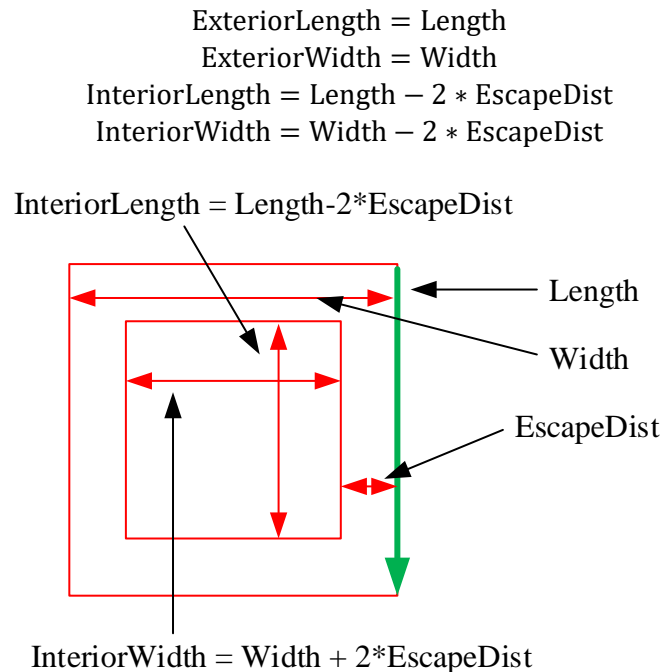 ExteriorLength = Length
ExteriorWidth = Width
InteriorLength = Length − 2 ∗ EscapeDist
InteriorWidth = Width − 2 ∗ EscapeDist
InteriorLength = Length-2*EscapeDist
Length
Width
EscapeDist
InteriorWidth = Width + 2*EscapeDist